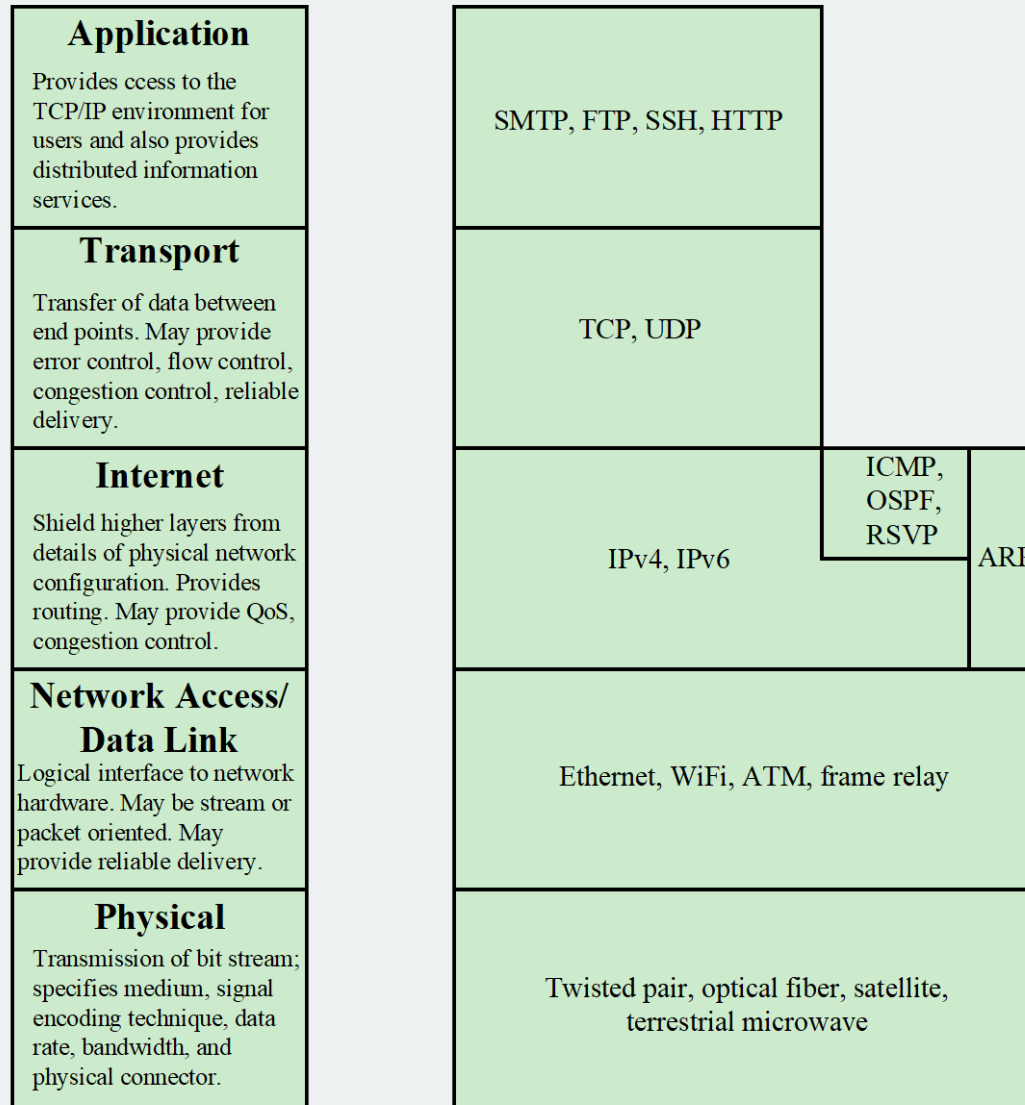 Application
Provides ccess to the
TCP/IP environment for
users and also provides
distributed information
services.
SMTP, FTP, SSH, HTTP
Transport
Transfer of data between
end points. May provide
error control, flow control,
congestion control, reliable
delivery.
TCP, UDP
Internet
Shield higher layers from
details of physical network
configuration. Provides
routing. May provide QoS,
congestion control.
IPv4, IPv6
ICMP,
OSPF,
RSVP
Network Access/
Data Link
Logical interface to network
hardware. May be stream or
packet oriented. May
provide reliable delivery.
Ethernet, WiFi, ATM, frame relay
Physical
Transmission of bit stream;
specifies medium, signal
encoding technique, data
rate, bandwidth, and
physical connector.
Twisted pair, optical fiber, satellite,
terrestrial microwave